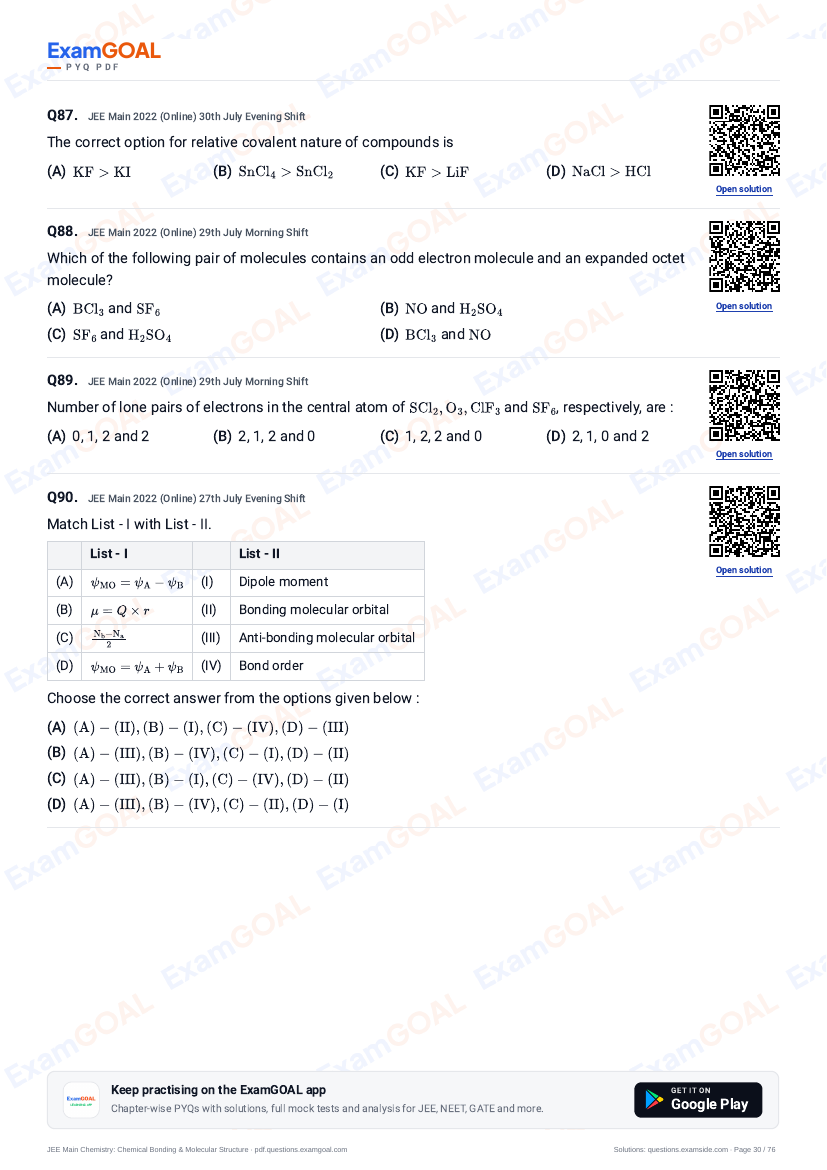 ExamGOAL
PYQ PDF
Q87. JEE Main 2022 (Online) 30th July Evening Shift
The correct option for relative covalent nature of compounds is
(A) KF > KI (B) SnCl₄ > SnCl₂ (C) KF > LiF (D) NaCl > HCl
Open solution
Q88. JEE Main 2022 (Online) 29th July Morning Shift
Which of the following pair of molecules contains an odd electron molecule and an expanded octet
molecule?
(A) BCl₃ and SF₆ (B) NO and H₂SO₄
(C) SF₆ and H₂SO₄ (D) BCl₃ and NO
Open solution
Q89. JEE Main 2022 (Online) 29th July Morning Shift
Number of lone pairs of electrons in the central atom of SCl₂, O₃, ClF₃ and SF₆, respectively, are :
(A) 0, 1, 2 and 2 (B) 2, 1, 2 and 0 (C) 1, 2, 2 and 0 (D) 2, 1, 0 and 2
Open solution
Q90. JEE Main 2022 (Online) 27th July Evening Shift
Match List - I with List - II.
List - I List - II
(A) ψ_MO = ψ_A − ψ_B (I) Dipole moment
(B) μ = Q × r (II) Bonding molecular orbital
(C) (N_b − N_a)/2 (III) Anti-bonding molecular orbital
(D) ψ_MO = ψ_A + ψ_B (IV) Bond order
Open solution
Choose the correct answer from the options given below :
(A) (A) − (II), (B) − (I), (C) − (IV), (D) − (III)
(B) (A) − (III), (B) − (IV), (C) − (I), (D) − (II)
(C) (A) − (III), (B) − (I), (C) − (IV), (D) − (II)
(D) (A) − (III), (B) − (IV), (C) − (II), (D) − (I)
ExamGOAL
Keep practising on the ExamGOAL app
Chapter-wise PYQs with solutions, full mock tests and analysis for JEE, NEET, GATE and more.
GET IT ON
Google Play
JEE Main Chemistry: Chemical Bonding & Molecular Structure · pdf.questions.examgoal.com Solutions: questions.examside.com · Page 30 / 76